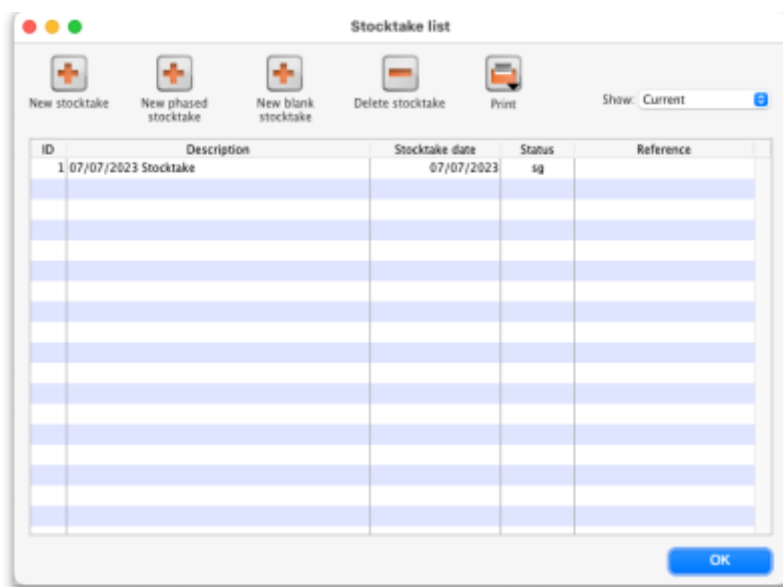 Stocktake list
New stocktake
New phased
stocktake
New blank
stocktake
Delete stocktake
Print
Show: Current
ID Description Stocktake date Status Reference
1 07/07/2023 Stocktake 07/07/2023 sg
OK